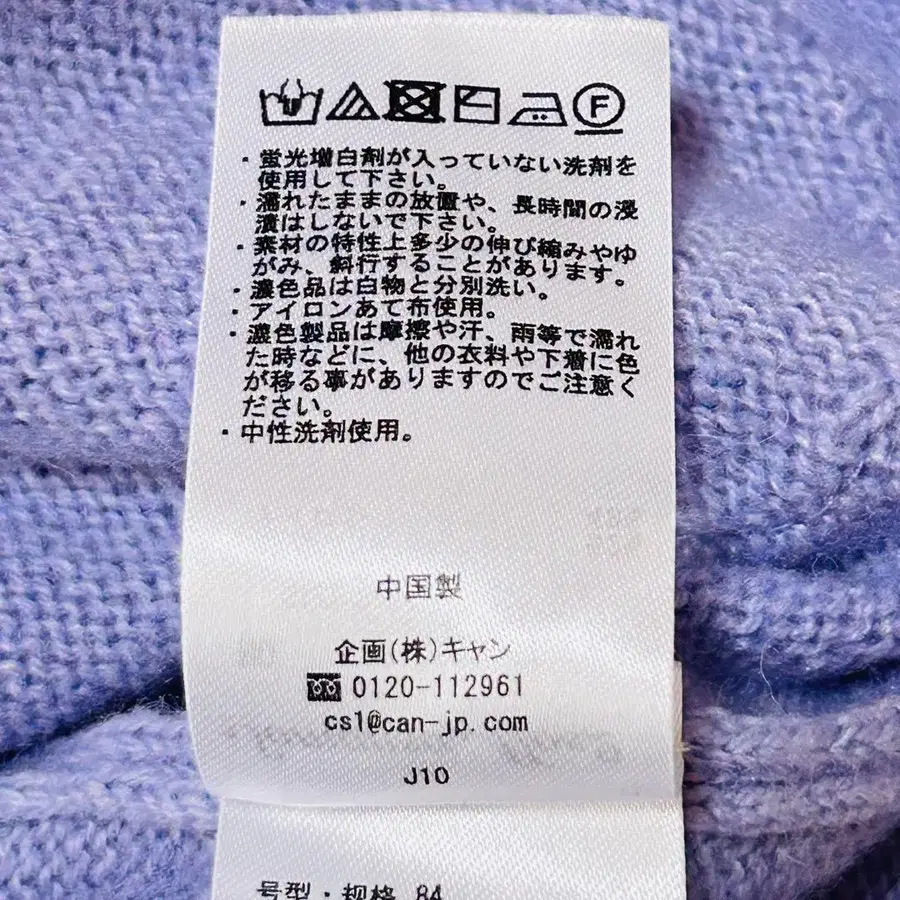 ・蛍光増白剤が入っていない洗剤を
使用して下さい。
・濡れたままの放置や、長時間の浸
漬はしないで下さい。
・素材の特性上多少の伸び縮みやゆ
がみ、斜行することがあります。
・濃色品は白物と分別洗い。
・アイロンあて布使用。
・濃色製品は摩擦や汗、雨等で濡れ
た時などに、他の衣料や下着に色
が移る事がありますのでご注意く
ださい。
・中性洗剤使用。
中国製
企画(株)キャン
0120-112961
cs1@can-jp.com
J10
号型・规格 84